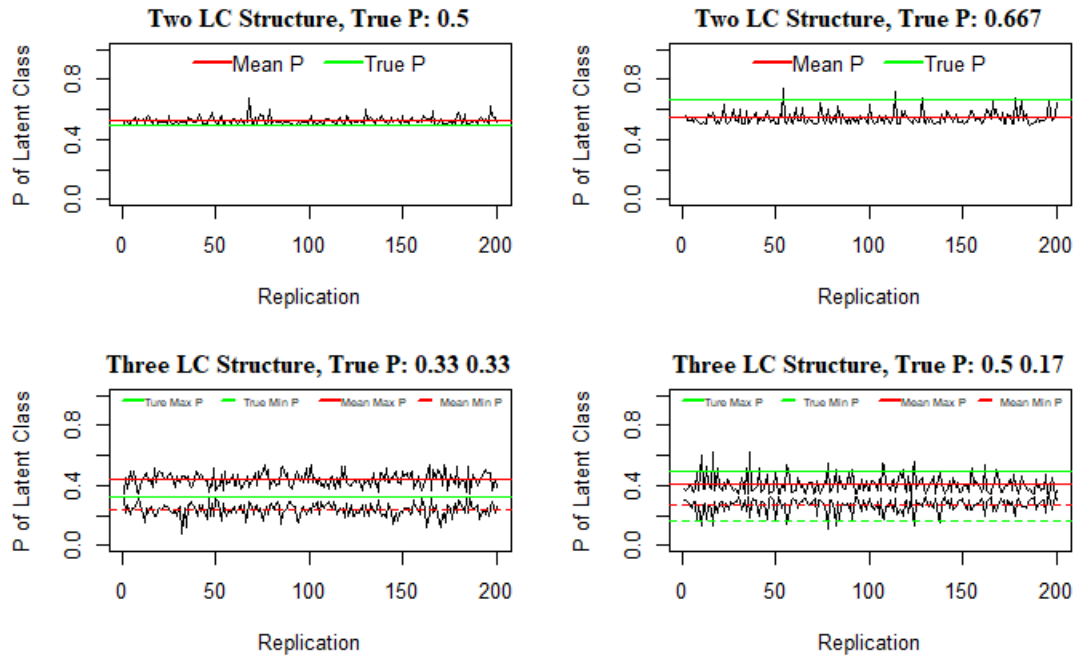 Two LC Structure, True P: 0.5
Mean P True P
P of Latent Class
0.0 0.4 0.8
0 50 100 150 200
Replication
Two LC Structure, True P: 0.667
Mean P True P
P of Latent Class
0.0 0.4 0.8
0 50 100 150 200
Replication
Three LC Structure, True P: 0.33 0.33
Ture Max P True Min P Mean Max P Mean Min P
P of Latent Class
0.0 0.4 0.8
0 50 100 150 200
Replication
Three LC Structure, True P: 0.5 0.17
Ture Max P True Min P Mean Max P Mean Min P
P of Latent Class
0.0 0.4 0.8
0 50 100 150 200
Replication